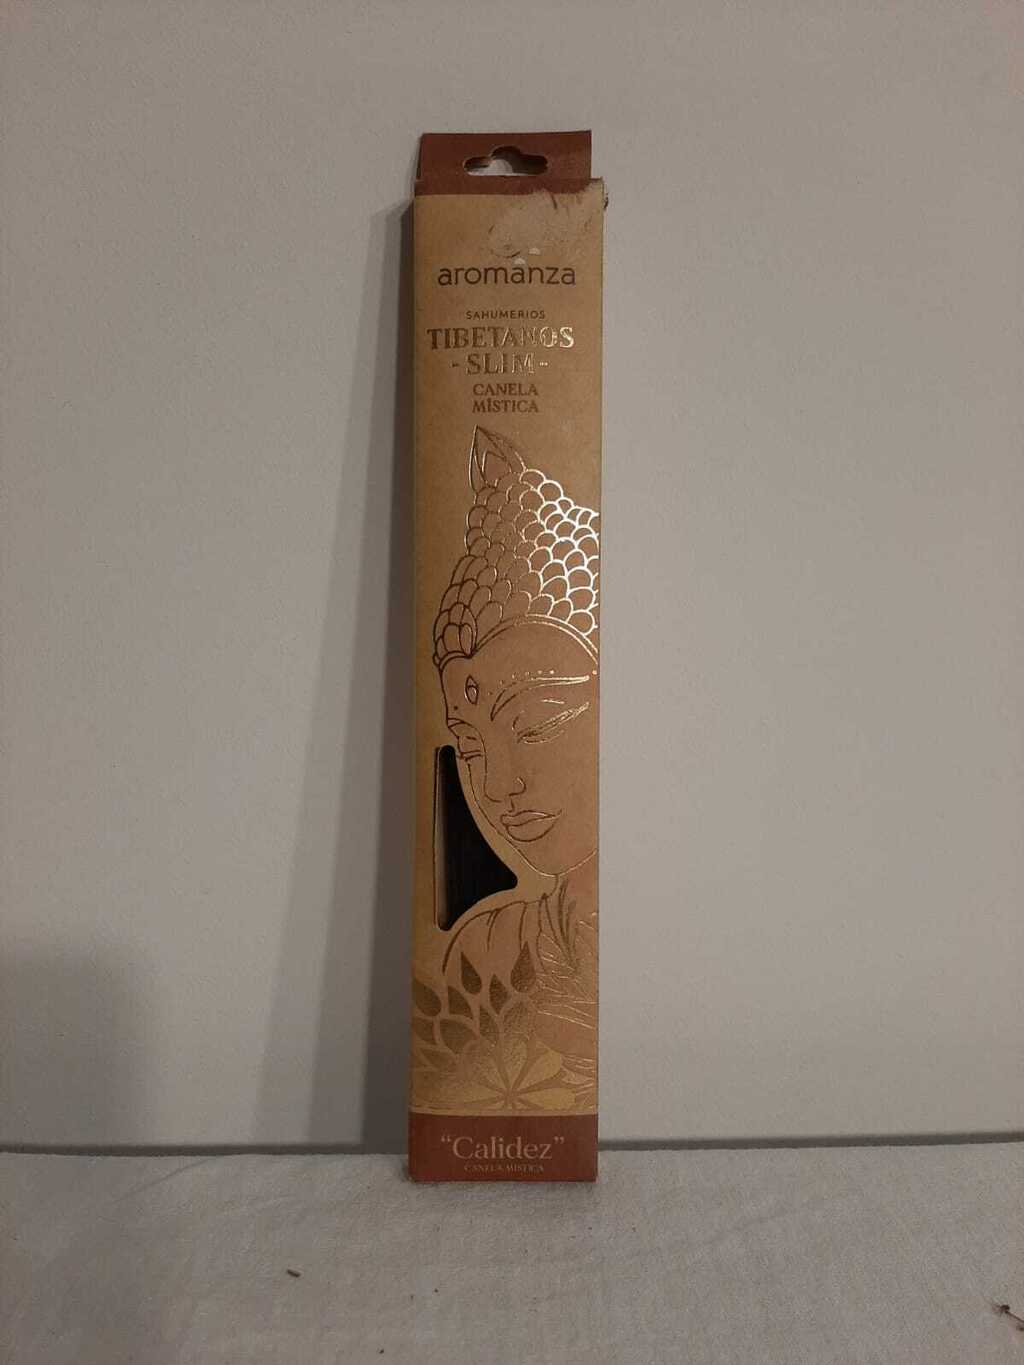 aromanza
SAHUMERIOS
TIBETANOS
- SLIM -
CANELA
MÍSTICA
"Calidez"
CANELA MÍSTICA